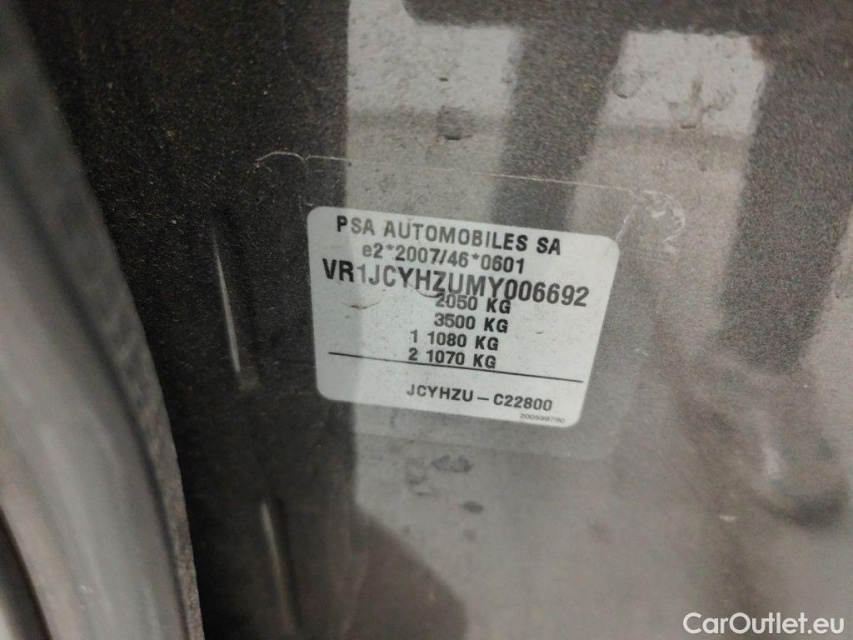 PSA AUTOMOBILES SA
e2*2007/46*0601
VR1JCYHZUMY006692
2050 KG
3500 KG
1 1080 KG
2 1070 KG
JCYHZU-C22800
CarOutlet.eu